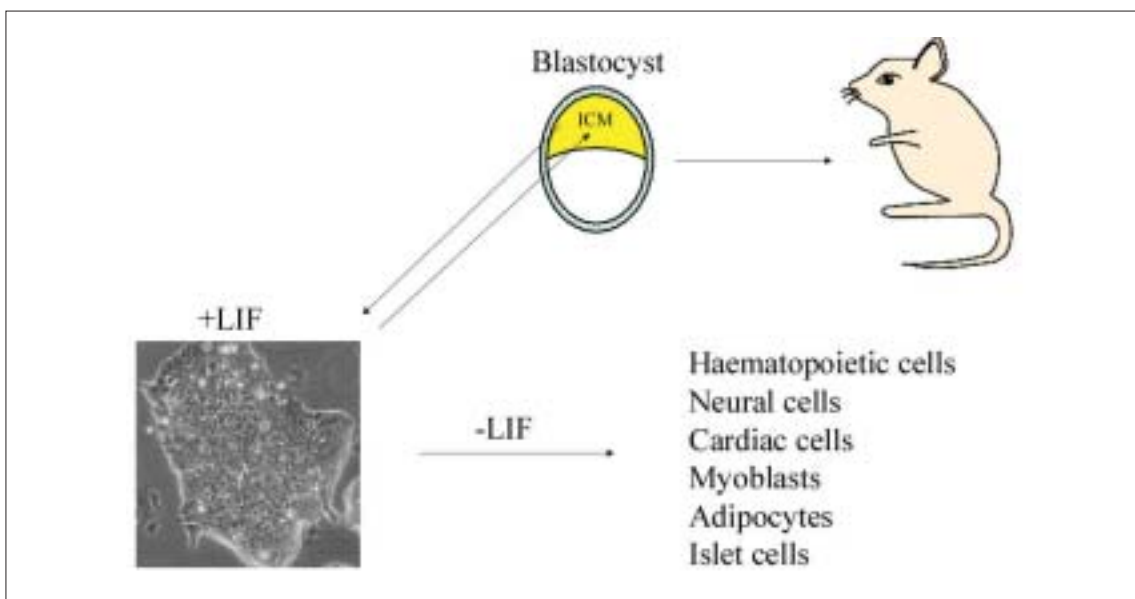 Blastocyst
ICM
+LIF
-LIF
Haematopoietic cells
Neural cells
Cardiac cells
Myoblasts
Adipocytes
Islet cells